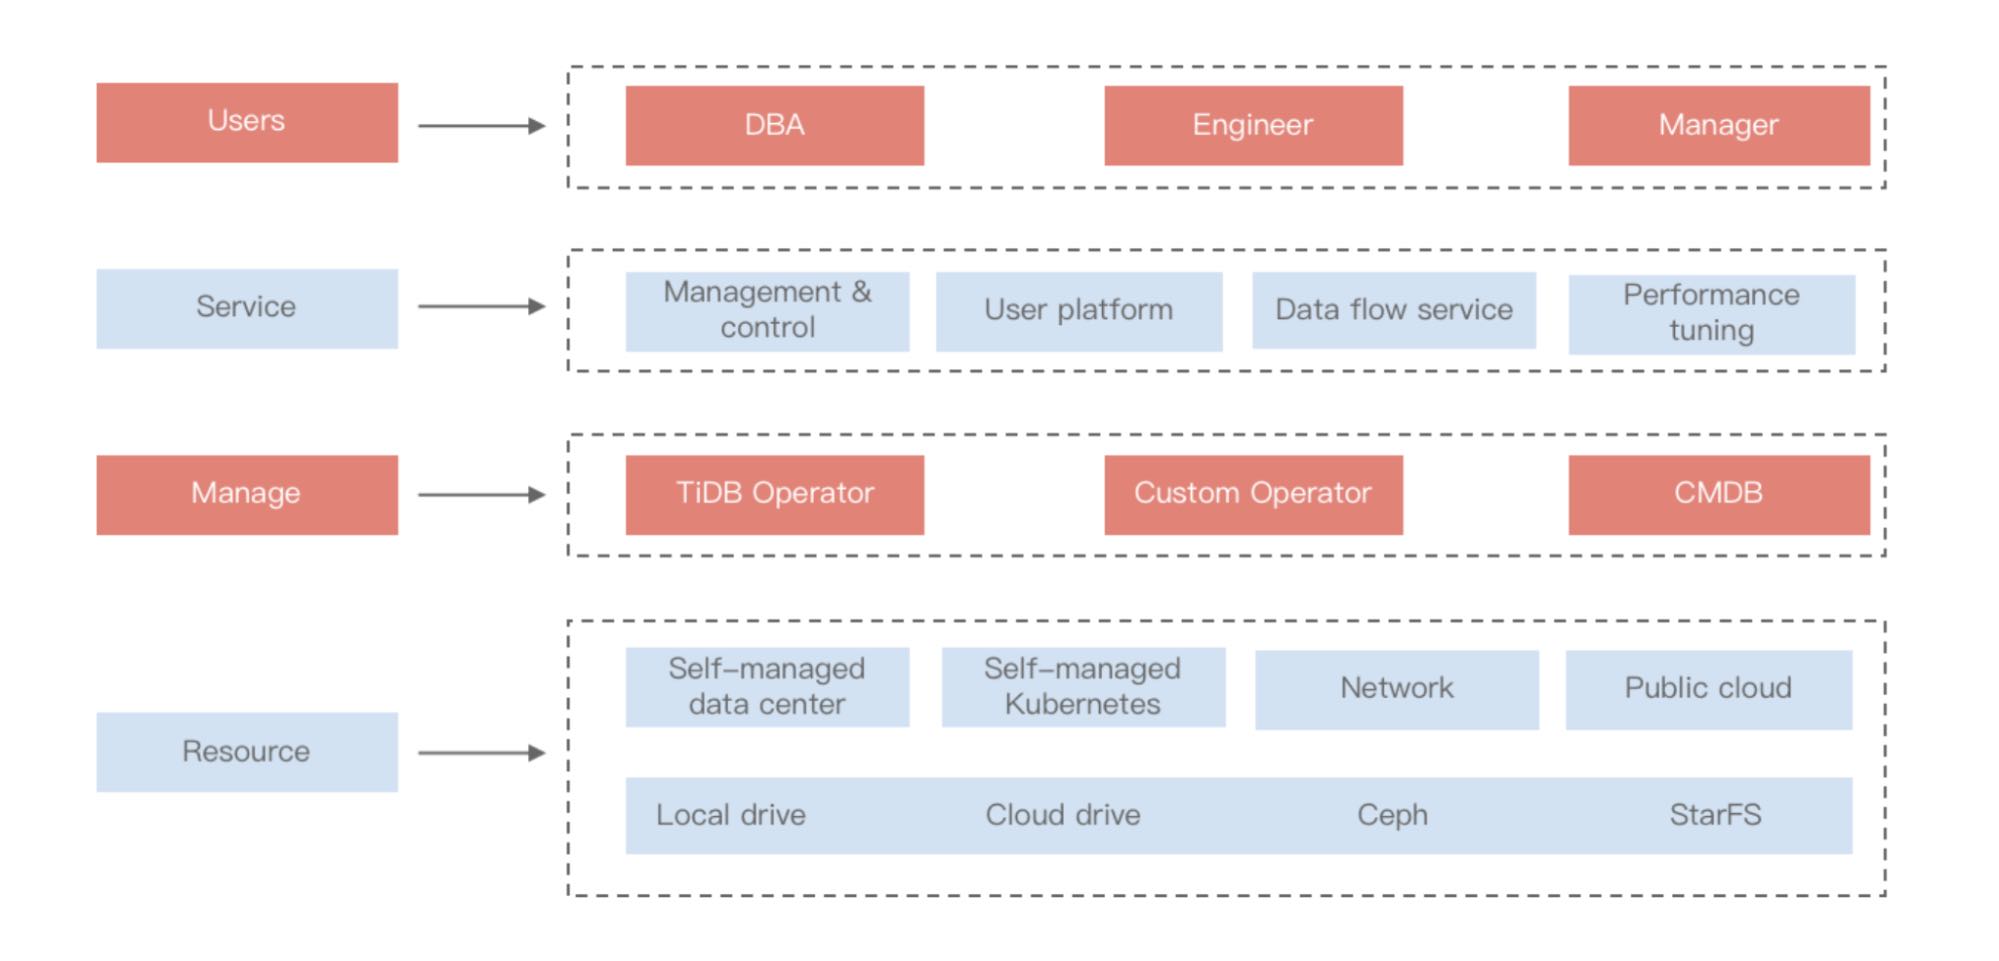 Users
DBA
Engineer
Manager
Service
Management &
control
User platform
Data flow service
Performance
tuning
Manage
TiDB Operator
Custom Operator
CMDB
Resource
Self-managed
data center
Self-managed
Kubernetes
Network
Public cloud
Local drive
Cloud drive
Ceph
StarFS